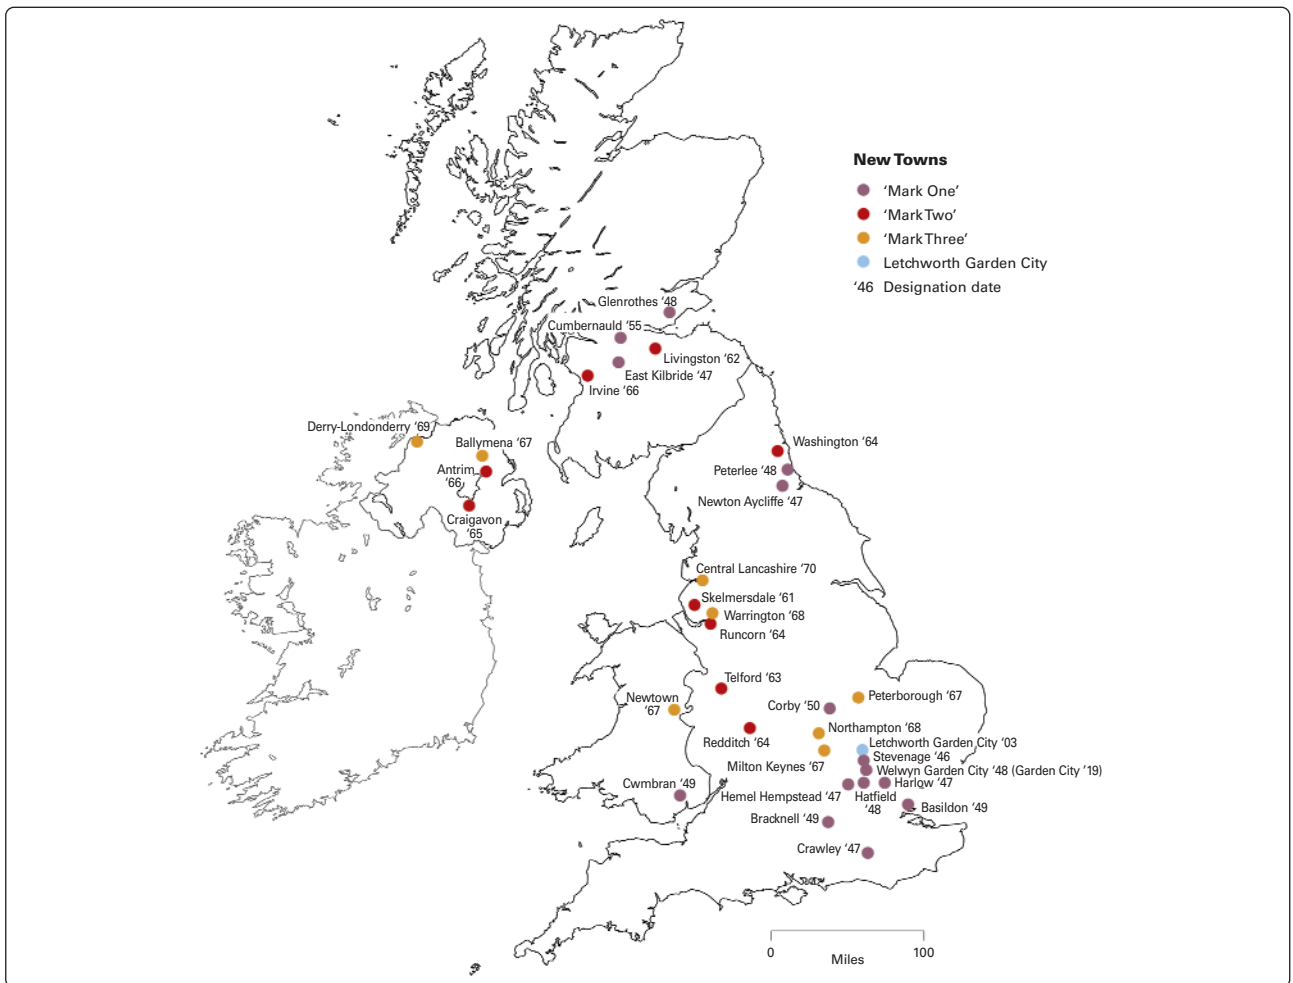 New Towns
‘Mark One’
‘Mark Two’
‘Mark Three’
Letchworth Garden City
‘46 Designation date
Glenrothes ‘48
Cumbernauld ‘55
Livingston ‘62
East Kilbride ‘47
Irvine ‘66
Derry-Londonderry ‘69
Ballymena ‘67
Antrim
‘66
Craigavon
‘65
Washington ‘64
Peterlee ‘48
Newton Aycliffe ‘47
Central Lancashire ‘70
Skelmersdale ‘61
Warrington ‘68
Runcorn ‘64
Telford ‘63
Newtown
‘67
Peterborough ‘67
Corby ‘50
Redditch ‘64
Northampton ‘68
Letchworth Garden City ‘03
Stevenage ‘46
Milton Keynes ‘67
Welwyn Garden City ‘48 (Garden City ‘19)
Cwmbran ‘49
Harlow ‘47
Hemel Hempstead ‘47
Hatfield
‘48
Basildon ‘49
Bracknell ‘49
Crawley ‘47
0 100
Miles